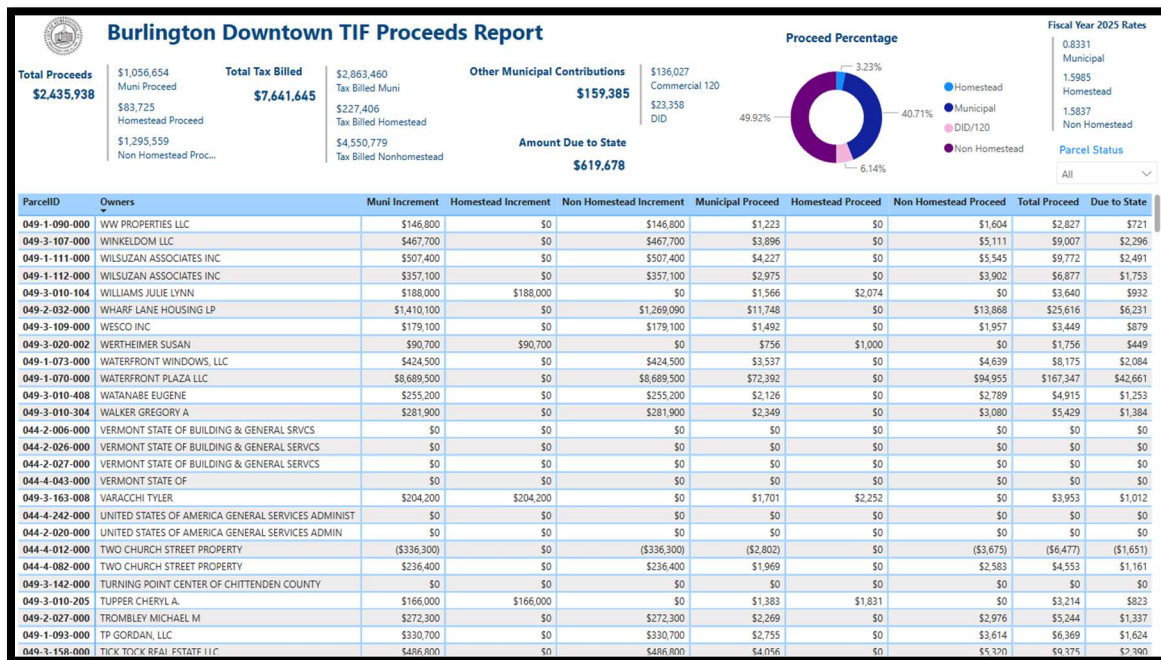 Burlington Downtown TIF Proceeds Report
Total Proceeds
$2,435,938
$1,056,654
Muni Proceed
$83,725
Homestead Proceed
$1,295,559
Non Homestead Proc...
Total Tax Billed
$7,641,645
$2,863,460
Tax Billed Muni
$227,406
Tax Billed Homestead
$4,550,779
Tax Billed Nonhomestead
Other Municipal Contributions
$159,385
$136,027
Commercial 120
$23,358
DID
Amount Due to State
$619,678
Proceed Percentage
3.23%
40.71%
6.14%
49.92%
Homestead
Municipal
DID/120
Non Homestead
Fiscal Year 2025 Rates
0.8331
Municipal
1.5985
Homestead
1.5837
Non Homestead
Parcel Status
All
ParcelID Owners Muni Increment Homestead Increment Non Homestead Increment Municipal Proceed Homestead Proceed Non Homestead Proceed Total Proceed Due to State
049-1-090-000 WW PROPERTIES LLC $146,800 $0 $146,800 $1,223 $0 $1,604 $2,827 $721
049-3-107-000 WINKELDOM LLC $467,700 $0 $467,700 $3,896 $0 $5,111 $9,007 $2,296
049-1-111-000 WILSUZAN ASSOCIATES INC $507,400 $0 $507,400 $4,227 $0 $5,545 $9,772 $2,491
049-1-112-000 WILSUZAN ASSOCIATES INC $357,100 $0 $357,100 $2,975 $0 $3,902 $6,877 $1,753
049-3-010-104 WILLIAMS JULIE LYNN $188,000 $188,000 $0 $1,566 $2,074 $0 $3,640 $932
049-2-032-000 WHARF LANE HOUSING LP $1,410,100 $0 $1,269,090 $11,748 $0 $13,868 $25,616 $6,231
049-3-109-000 WESCO INC $179,100 $0 $179,100 $1,492 $0 $1,957 $3,449 $879
049-3-020-002 WERTHEIMER SUSAN $90,700 $90,700 $0 $756 $1,000 $0 $1,756 $449
049-1-073-000 WATERFRONT WINDOWS, LLC $424,500 $0 $424,500 $3,537 $0 $4,639 $8,175 $2,084
049-1-070-000 WATERFRONT PLAZA LLC $8,689,500 $0 $8,689,500 $72,392 $0 $94,955 $167,347 $42,661
049-3-010-408 WATANABE EUGENE $255,200 $0 $255,200 $2,126 $0 $2,789 $4,915 $1,253
049-3-010-304 WALKER GREGORY A $281,900 $0 $281,900 $2,349 $0 $3,080 $5,429 $1,384
044-2-006-000 VERMONT STATE OF BUILDING & GENERAL SRVCS $0 $0 $0 $0 $0 $0 $0 $0
044-2-026-000 VERMONT STATE OF BUILDING & GENERAL SERVCS $0 $0 $0 $0 $0 $0 $0 $0
044-2-027-000 VERMONT STATE OF BUILDING & GENERAL SERVCS $0 $0 $0 $0 $0 $0 $0 $0
044-4-043-000 VERMONT STATE OF $0 $0 $0 $0 $0 $0 $0 $0
049-3-163-008 VARACCHI TYLER $204,200 $204,200 $0 $1,701 $2,252 $0 $3,953 $1,012
044-4-242-000 UNITED STATES OF AMERICA GENERAL SERVICES ADMINIST $0 $0 $0 $0 $0 $0 $0 $0
044-2-020-000 UNITED STATES OF AMERICA GENERAL SERVICES ADMIN $0 $0 $0 $0 $0 $0 $0 $0
044-4-012-000 TWO CHURCH STREET PROPERTY ($336,300) $0 ($336,300) ($2,802) $0 ($3,675) ($6,477) ($1,651)
044-4-082-000 TWO CHURCH STREET PROPERTY $236,400 $0 $236,400 $1,969 $0 $2,583 $4,553 $1,161
049-3-142-000 TURNING POINT CENTER OF CHITTENDEN COUNTY $0 $0 $0 $0 $0 $0 $0 $0
049-3-010-205 TUPPER CHERYL A. $166,000 $166,000 $0 $1,383 $1,831 $0 $3,214 $823
049-2-027-000 TROMBLEY MICHAEL M $272,300 $0 $272,300 $2,269 $0 $2,976 $5,244 $1,337
049-1-093-000 TP GORDAN, LLC $330,700 $0 $330,700 $2,755 $0 $3,614 $6,369 $1,624
049-3-158-000 TICK TOCK REAL ESTATE LLC $486,800 $0 $486,800 $4,056 $0 $5,320 $9,375 $2,390